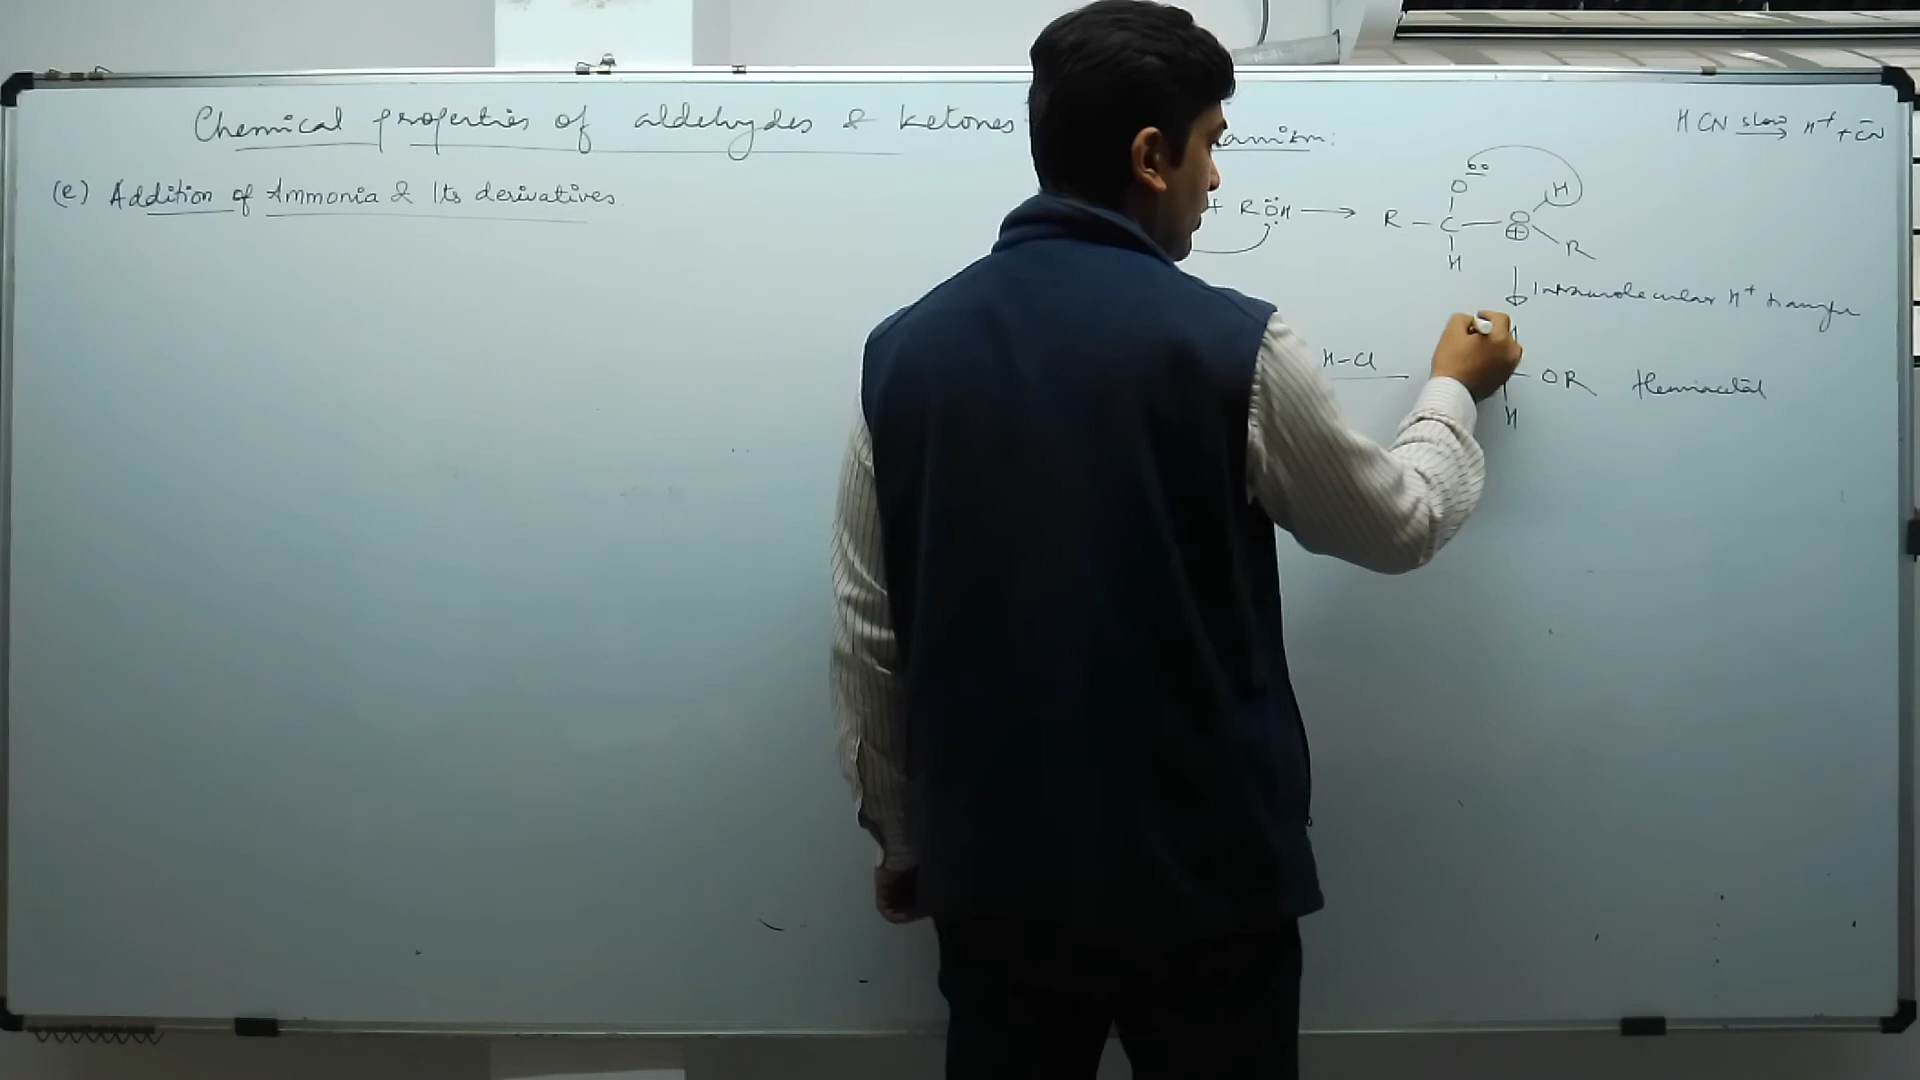 Chemical properties of aldehydes & ketones
anism:
HCN slow H+ + C̄N
(e) Addition of Ammonia & Its derivatives
+ RÖH
O H
R - C - O
⊕ R
H
Intramolecular H+ transfer
H-Cl
OR Hemiacetal
H